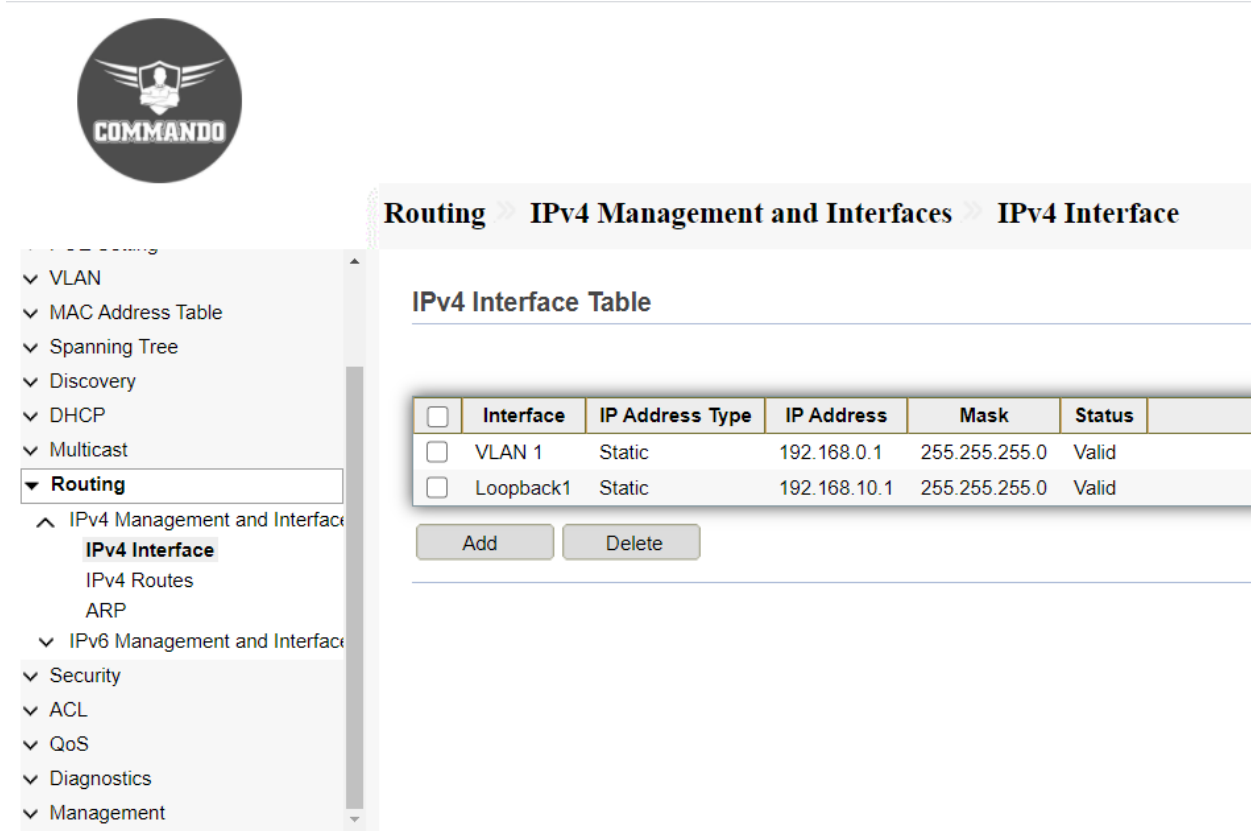 COMMANDO
Routing » IPv4 Management and Interfaces » IPv4 Interface
VLAN
MAC Address Table
Spanning Tree
Discovery
DHCP
Multicast
Routing
IPv4 Management and Interfac
IPv4 Interface
IPv4 Routes
ARP
IPv6 Management and Interfac
Security
ACL
QoS
Diagnostics
Management
IPv4 Interface Table
Interface IP Address Type IP Address Mask Status
VLAN 1 Static 192.168.0.1 255.255.255.0 Valid
Loopback1 Static 192.168.10.1 255.255.255.0 Valid
Add Delete